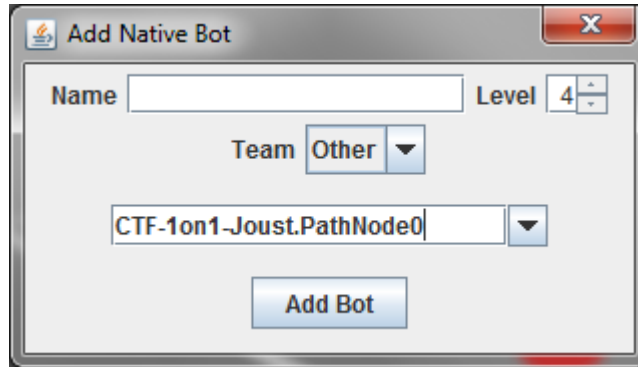 Add Native Bot
Name Level 4
Team Other
CTF-1on1-Joust.PathNode0
Add Bot